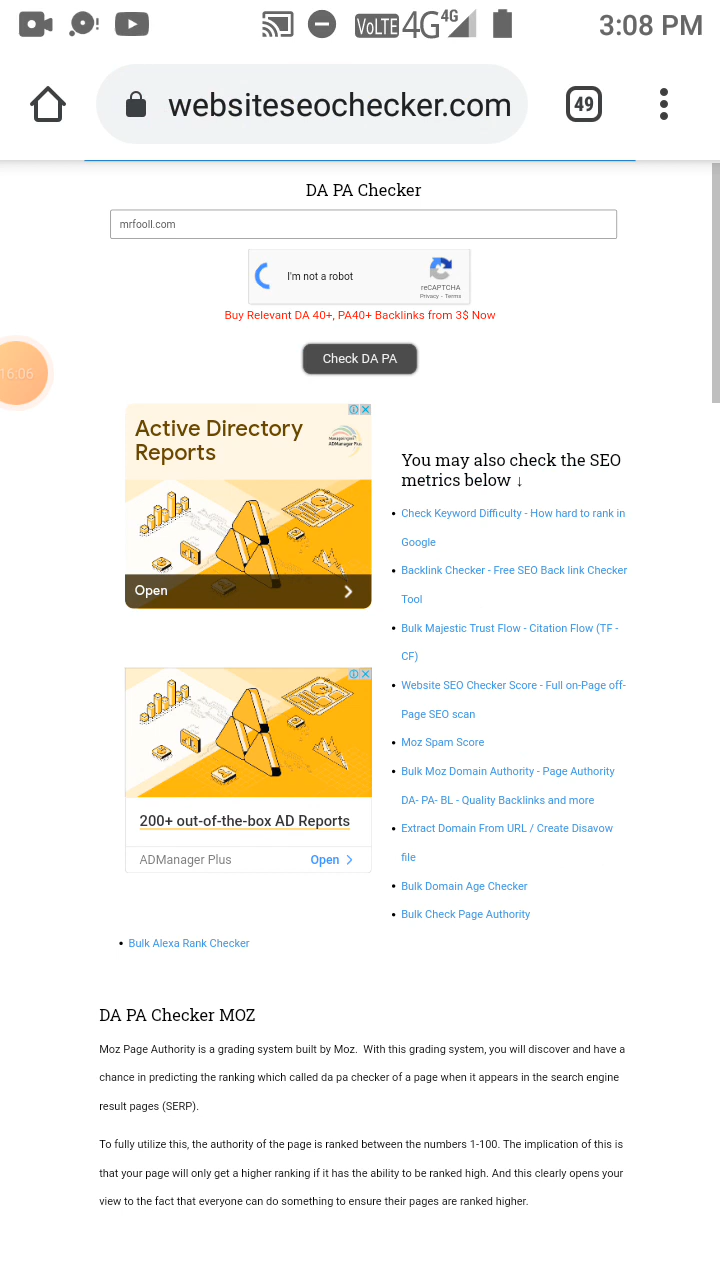 VoLTE 4G 4G 3:08 PM
websiteseochecker.com
49
DA PA Checker
mrfooll.com
I'm not a robot
reCAPTCHA
Privacy - Terms
Buy Relevant DA 40+, PA40+ Backlinks from 3$ Now
Check DA PA
16:06
Active Directory
Reports
ManageEngine
ADManager Plus
Open
You may also check the SEO
metrics below ↓
• Check Keyword Difficulty - How hard to rank in
Google
• Backlink Checker - Free SEO Back link Checker
Tool
• Bulk Majestic Trust Flow - Citation Flow (TF -
CF)
• Website SEO Checker Score - Full on-Page off-
Page SEO scan
• Moz Spam Score
• Bulk Moz Domain Authority - Page Authority
DA- PA- BL - Quality Backlinks and more
• Extract Domain From URL / Create Disavow
file
• Bulk Domain Age Checker
• Bulk Check Page Authority
200+ out-of-the-box AD Reports
ADManager Plus Open
• Bulk Alexa Rank Checker
DA PA Checker MOZ
Moz Page Authority is a grading system built by Moz. With this grading system, you will discover and have a
chance in predicting the ranking which called da pa checker of a page when it appears in the search engine
result pages (SERP).
To fully utilize this, the authority of the page is ranked between the numbers 1-100. The implication of this is
that your page will only get a higher ranking if it has the ability to be ranked high. And this clearly opens your
view to the fact that everyone can do something to ensure their pages are ranked higher.